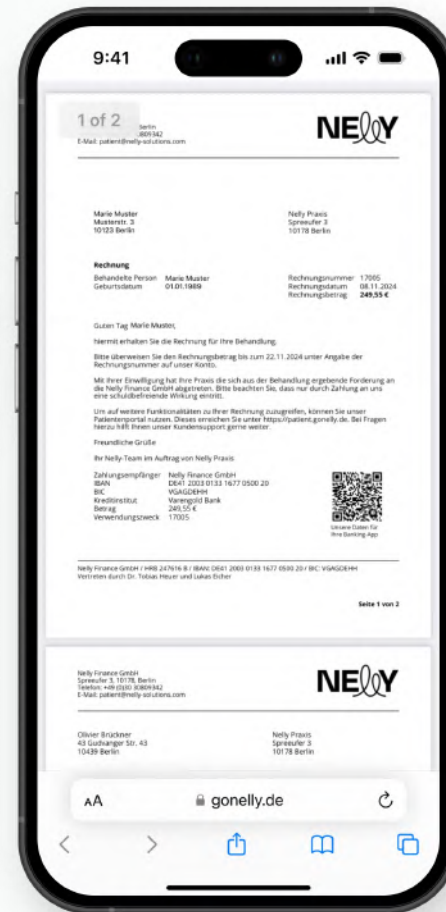 9:41
1 of 2
Berlin
30809342
E-Mail: patient@nelly-solutions.com
NELLY
Marie Muster
Musterstr. 3
10123 Berlin
Nelly Praxis
Spreeufer 3
10178 Berlin
Rechnung
Behandelte Person Marie Muster
Geburtsdatum 01.01.1989
Rechnungsnummer 17005
Rechnungsdatum 08.11.2024
Rechnungsbetrag 249,55 €
Guten Tag Marie Muster,
hiermit erhalten Sie die Rechnung für Ihre Behandlung.
Bitte überweisen Sie den Rechnungsbetrag bis zum 22.11.2024 unter Angabe der
Rechnungsnummer auf unser Konto.
Mit Ihrer Einwilligung hat Ihre Praxis die sich aus der Behandlung ergebende Forderung an
die Nelly Finance GmbH abgetreten. Bitte beachten Sie, dass nur durch Zahlung an uns
eine schuldbefreiende Wirkung eintritt.
Um auf weitere Funktionalitäten zu Ihrer Rechnung zuzugreifen, können Sie unser
Patientenportal nutzen. Dieses erreichen Sie unter https://patient.gonelly.de. Bei Fragen
hierzu hilft Ihnen unser Kundensupport gerne weiter.
Freundliche Grüße
Ihr Nelly-Team im Auftrag von Nelly Praxis
Zahlungsempfänger Nelly Finance GmbH
IBAN DE41 2003 0133 1677 0500 20
BIC VGAGDEHH
Kreditinstitut Varengold Bank
Betrag 249,55 €
Verwendungszweck 17005
Unsere Daten für
Ihre Banking App
Nelly Finance GmbH / HRB 247616 B / IBAN: DE41 2003 0133 1677 0500 20 / BIC: VGAGDEHH
Vertreten durch Dr. Tobias Heuer und Lukas Eicher
Seite 1 von 2
Nelly Finance GmbH
Spreeufer 3, 10178, Berlin
Telefon: +49 (0)30 30809342
E-Mail: patient@nelly-solutions.com
NELLY
Olivier Brückner
43 Gudvanger Str. 43
10439 Berlin
Nelly Praxis
Spreeufer 3
10178 Berlin
AA
gonelly.de